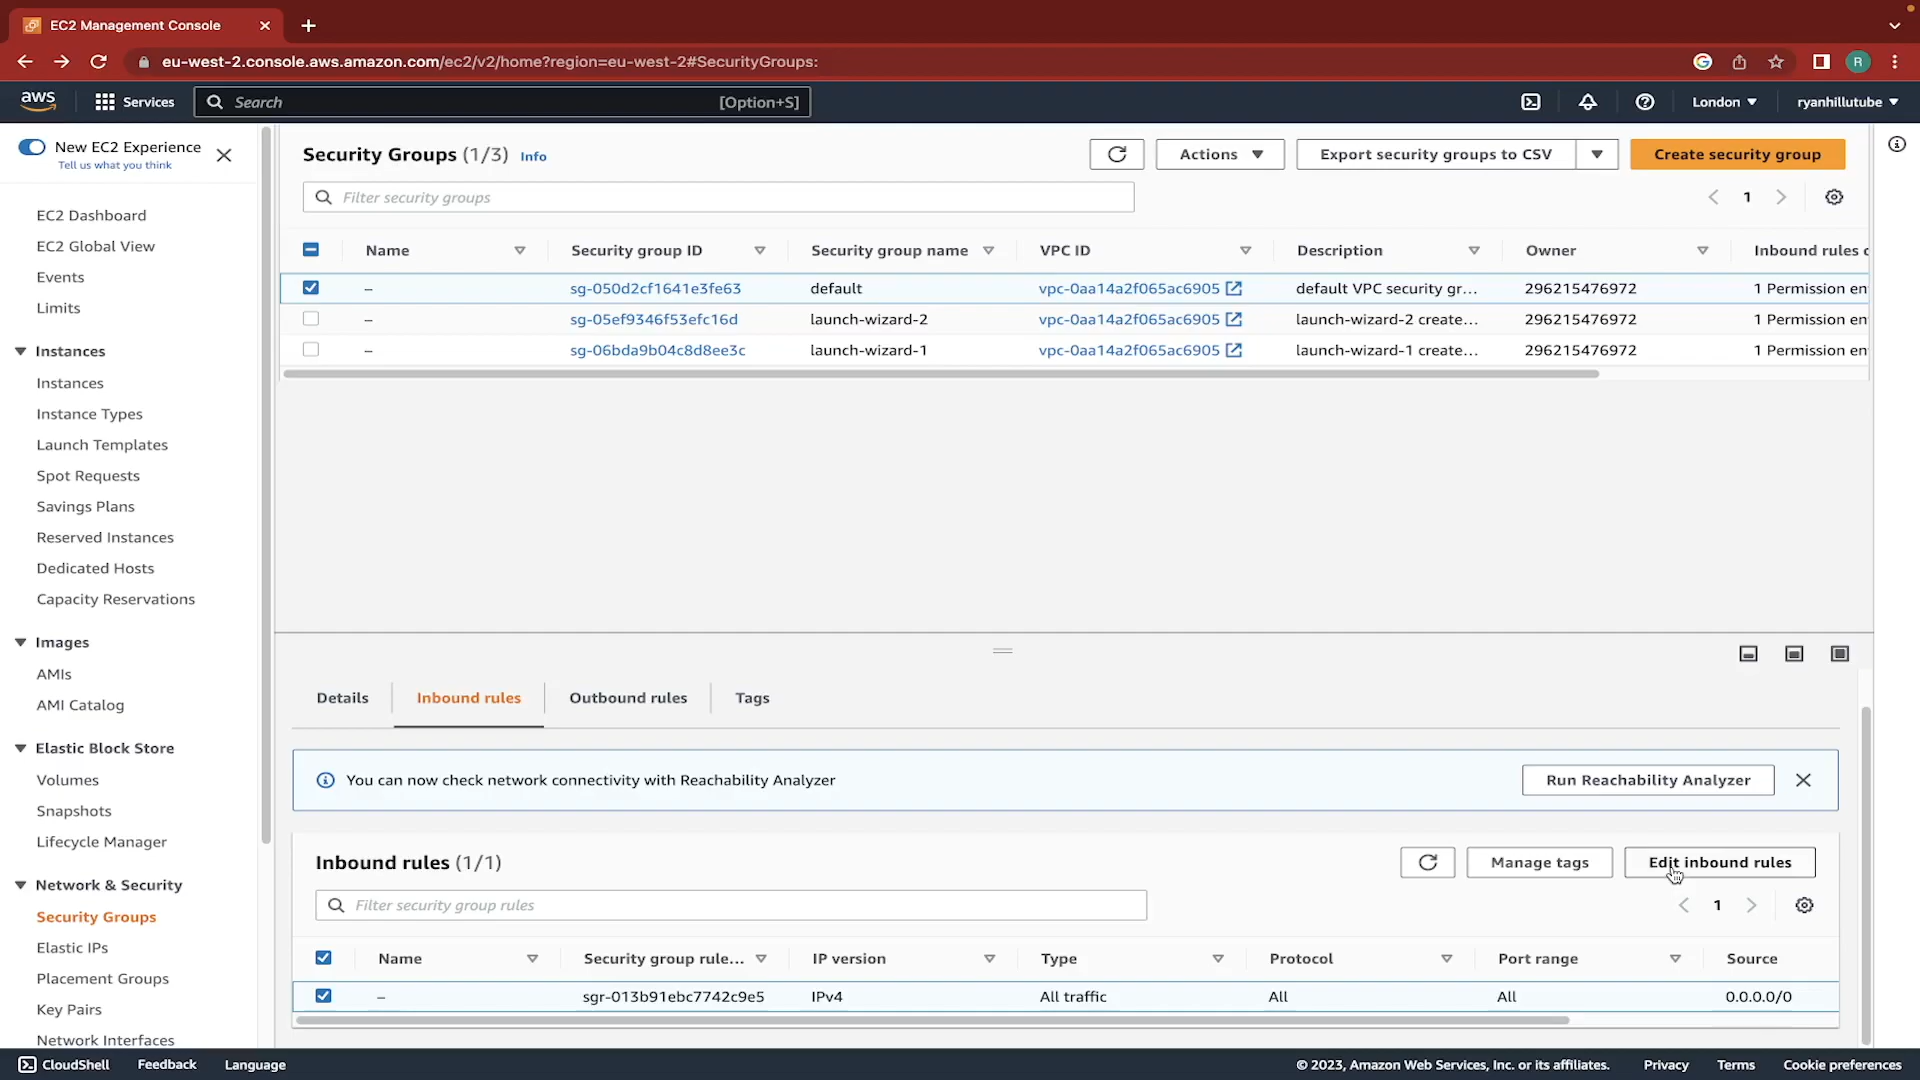 EC2 Management Console
eu-west-2.console.aws.amazon.com/ec2/v2/home?region=eu-west-2#SecurityGroups:
R
aws
Services
Search
[Option+S]
London
ryanhillutube
New EC2 Experience
Tell us what you think
EC2 Dashboard
EC2 Global View
Events
Limits
Instances
Instances
Instance Types
Launch Templates
Spot Requests
Savings Plans
Reserved Instances
Dedicated Hosts
Capacity Reservations
Images
AMIs
AMI Catalog
Elastic Block Store
Volumes
Snapshots
Lifecycle Manager
Network & Security
Security Groups
Elastic IPs
Placement Groups
Key Pairs
Network Interfaces
Security Groups (1/3) Info
Actions
Export security groups to CSV
Create security group
Filter security groups
1
Name Security group ID Security group name VPC ID Description Owner Inbound rules c
– sg-050d2cf1641e3fe63 default vpc-0aa14a2f065ac6905 default VPC security gr... 296215476972 1 Permission en
– sg-05ef9346f53efc16d launch-wizard-2 vpc-0aa14a2f065ac6905 launch-wizard-2 create... 296215476972 1 Permission en
– sg-06bda9b04c8d8ee3c launch-wizard-1 vpc-0aa14a2f065ac6905 launch-wizard-1 create... 296215476972 1 Permission en
Details Inbound rules Outbound rules Tags
You can now check network connectivity with Reachability Analyzer
Run Reachability Analyzer
Inbound rules (1/1)
Manage tags
Edit inbound rules
Filter security group rules
1
Name Security group rule... IP version Type Protocol Port range Source
– sgr-013b91ebc7742c9e5 IPv4 All traffic All All 0.0.0.0/0
CloudShell Feedback Language © 2023, Amazon Web Services, Inc. or its affiliates. Privacy Terms Cookie preferences